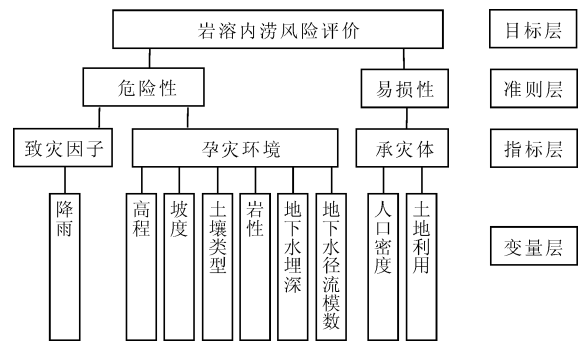 岩溶内涝风险评价
目标层
危险性
易损性
准则层
致灾因子
孕灾环境
承灾体
指标层
降雨
高程
坡度
土壤类型
岩性
地下水埋深
地下水径流模数
人口密度
土地利用
变量层